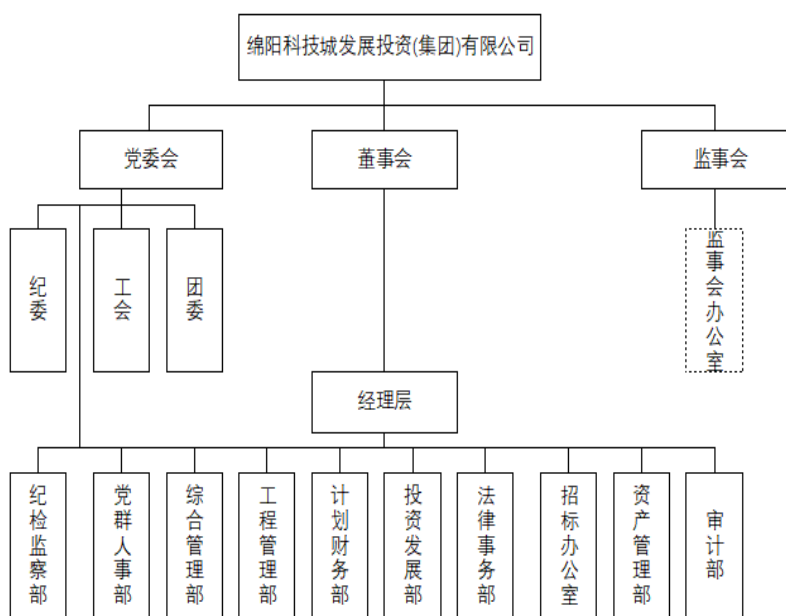 绵阳科技城发展投资(集团)有限公司
党委会
董事会
监事会
纪委
工会
团委
监事会办公室
经理层
纪检监察部
党群人事部
综合管理部
工程管理部
计划财务部
投资发展部
法律事务部
招标办公室
资产管理部
审计部